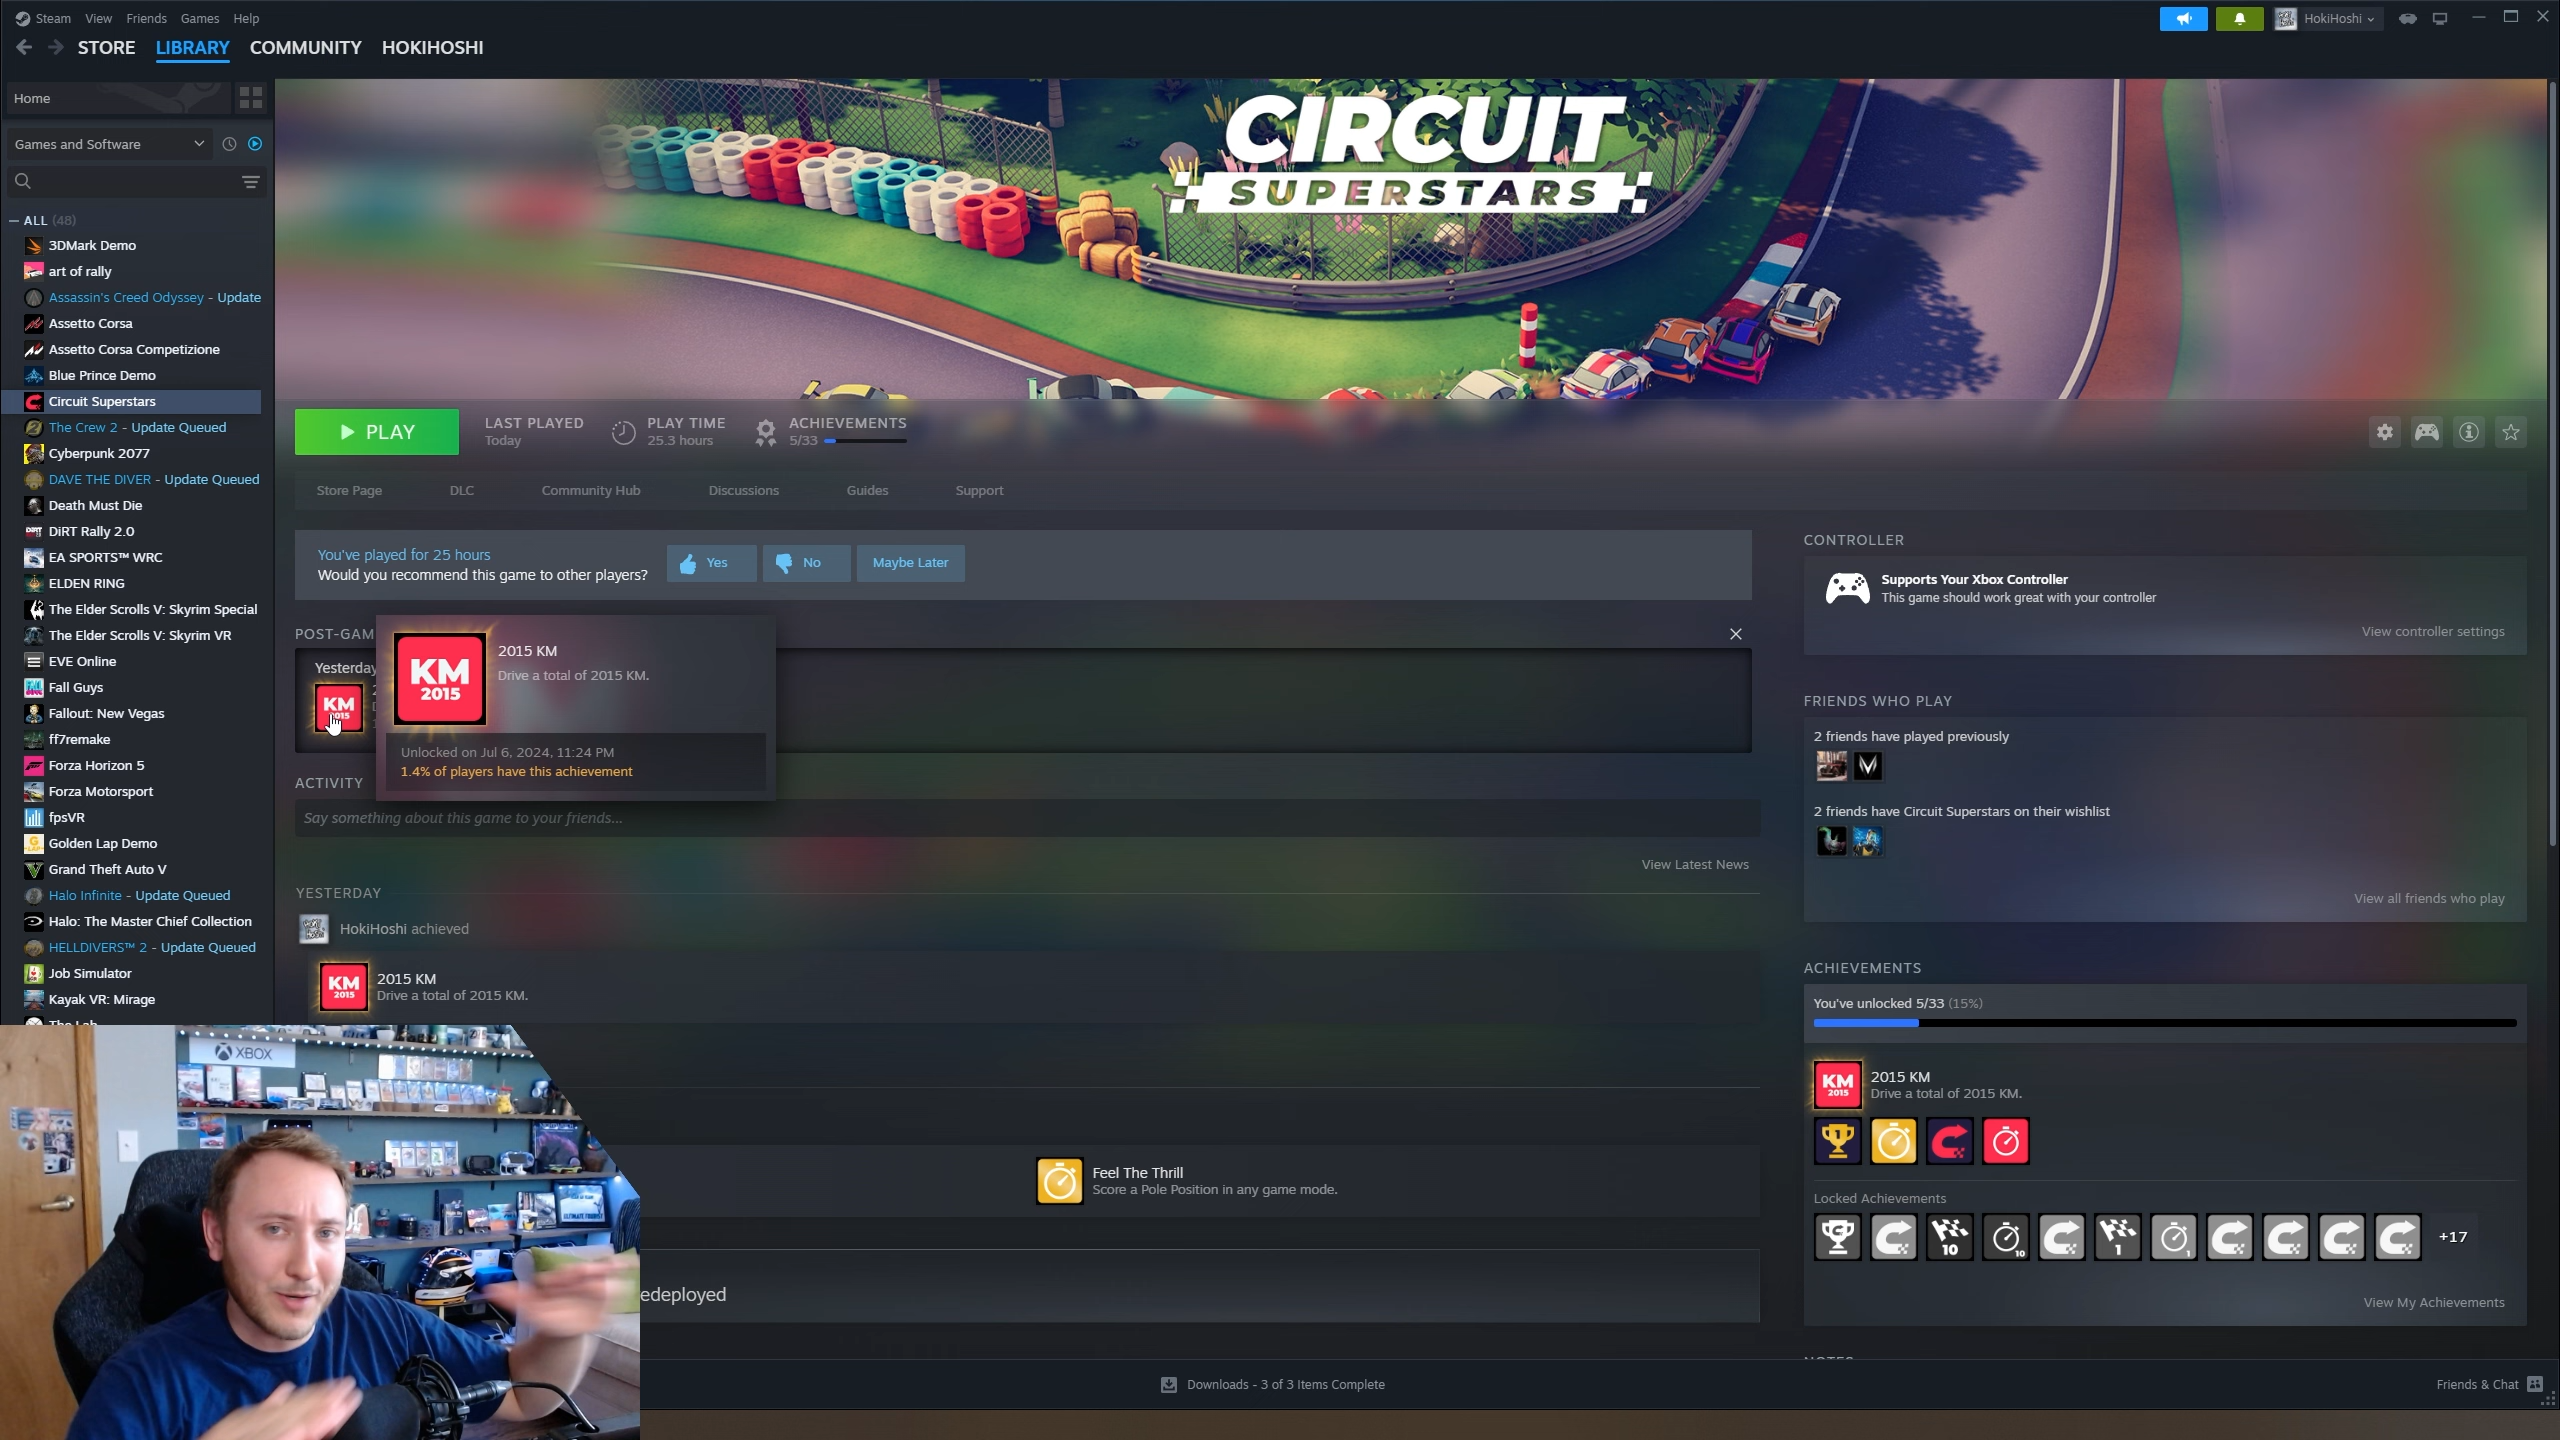 Steam View Friends Games Help
HokiHoshi
STORE LIBRARY COMMUNITY HOKIHOSHI
Home
Games and Software
ALL (48)
3DMark Demo
art of rally
Assassin's Creed Odyssey - Update
Assetto Corsa
Assetto Corsa Competizione
Blue Prince Demo
Circuit Superstars
The Crew 2 - Update Queued
Cyberpunk 2077
DAVE THE DIVER - Update Queued
Death Must Die
DiRT Rally 2.0
EA SPORTS™ WRC
ELDEN RING
The Elder Scrolls V: Skyrim Special
The Elder Scrolls V: Skyrim VR
EVE Online
Fall Guys
Fallout: New Vegas
ff7remake
Forza Horizon 5
Forza Motorsport
fpsVR
Golden Lap Demo
Grand Theft Auto V
Halo Infinite - Update Queued
Halo: The Master Chief Collection
HELLDIVERS™ 2 - Update Queued
Job Simulator
Kayak VR: Mirage
The Lab
XBOX
CIRCUIT
SUPERSTARS
PLAY
LAST PLAYED
Today
PLAY TIME
25.3 hours
ACHIEVEMENTS
5/33
Store Page DLC Community Hub Discussions Guides Support
You've played for 25 hours
Would you recommend this game to other players?
Yes No Maybe Later
POST-GAM
Yesterday
KM
2015
KM
2015
2015 KM
Drive a total of 2015 KM.
Unlocked on Jul 6, 2024, 11:24 PM
1.4% of players have this achievement
ACTIVITY
Say something about this game to your friends...
View Latest News
YESTERDAY
HokiHoshi achieved
KM
2015
2015 KM
Drive a total of 2015 KM.
Feel The Thrill
Score a Pole Position in any game mode.
edeployed
CONTROLLER
Supports Your Xbox Controller
This game should work great with your controller
View controller settings
FRIENDS WHO PLAY
2 friends have played previously
2 friends have Circuit Superstars on their wishlist
View all friends who play
ACHIEVEMENTS
You've unlocked 5/33 (15%)
KM
2015
2015 KM
Drive a total of 2015 KM.
Locked Achievements
10 10 1 1
+17
View My Achievements
NOTES
Downloads - 3 of 3 Items Complete
Friends & Chat